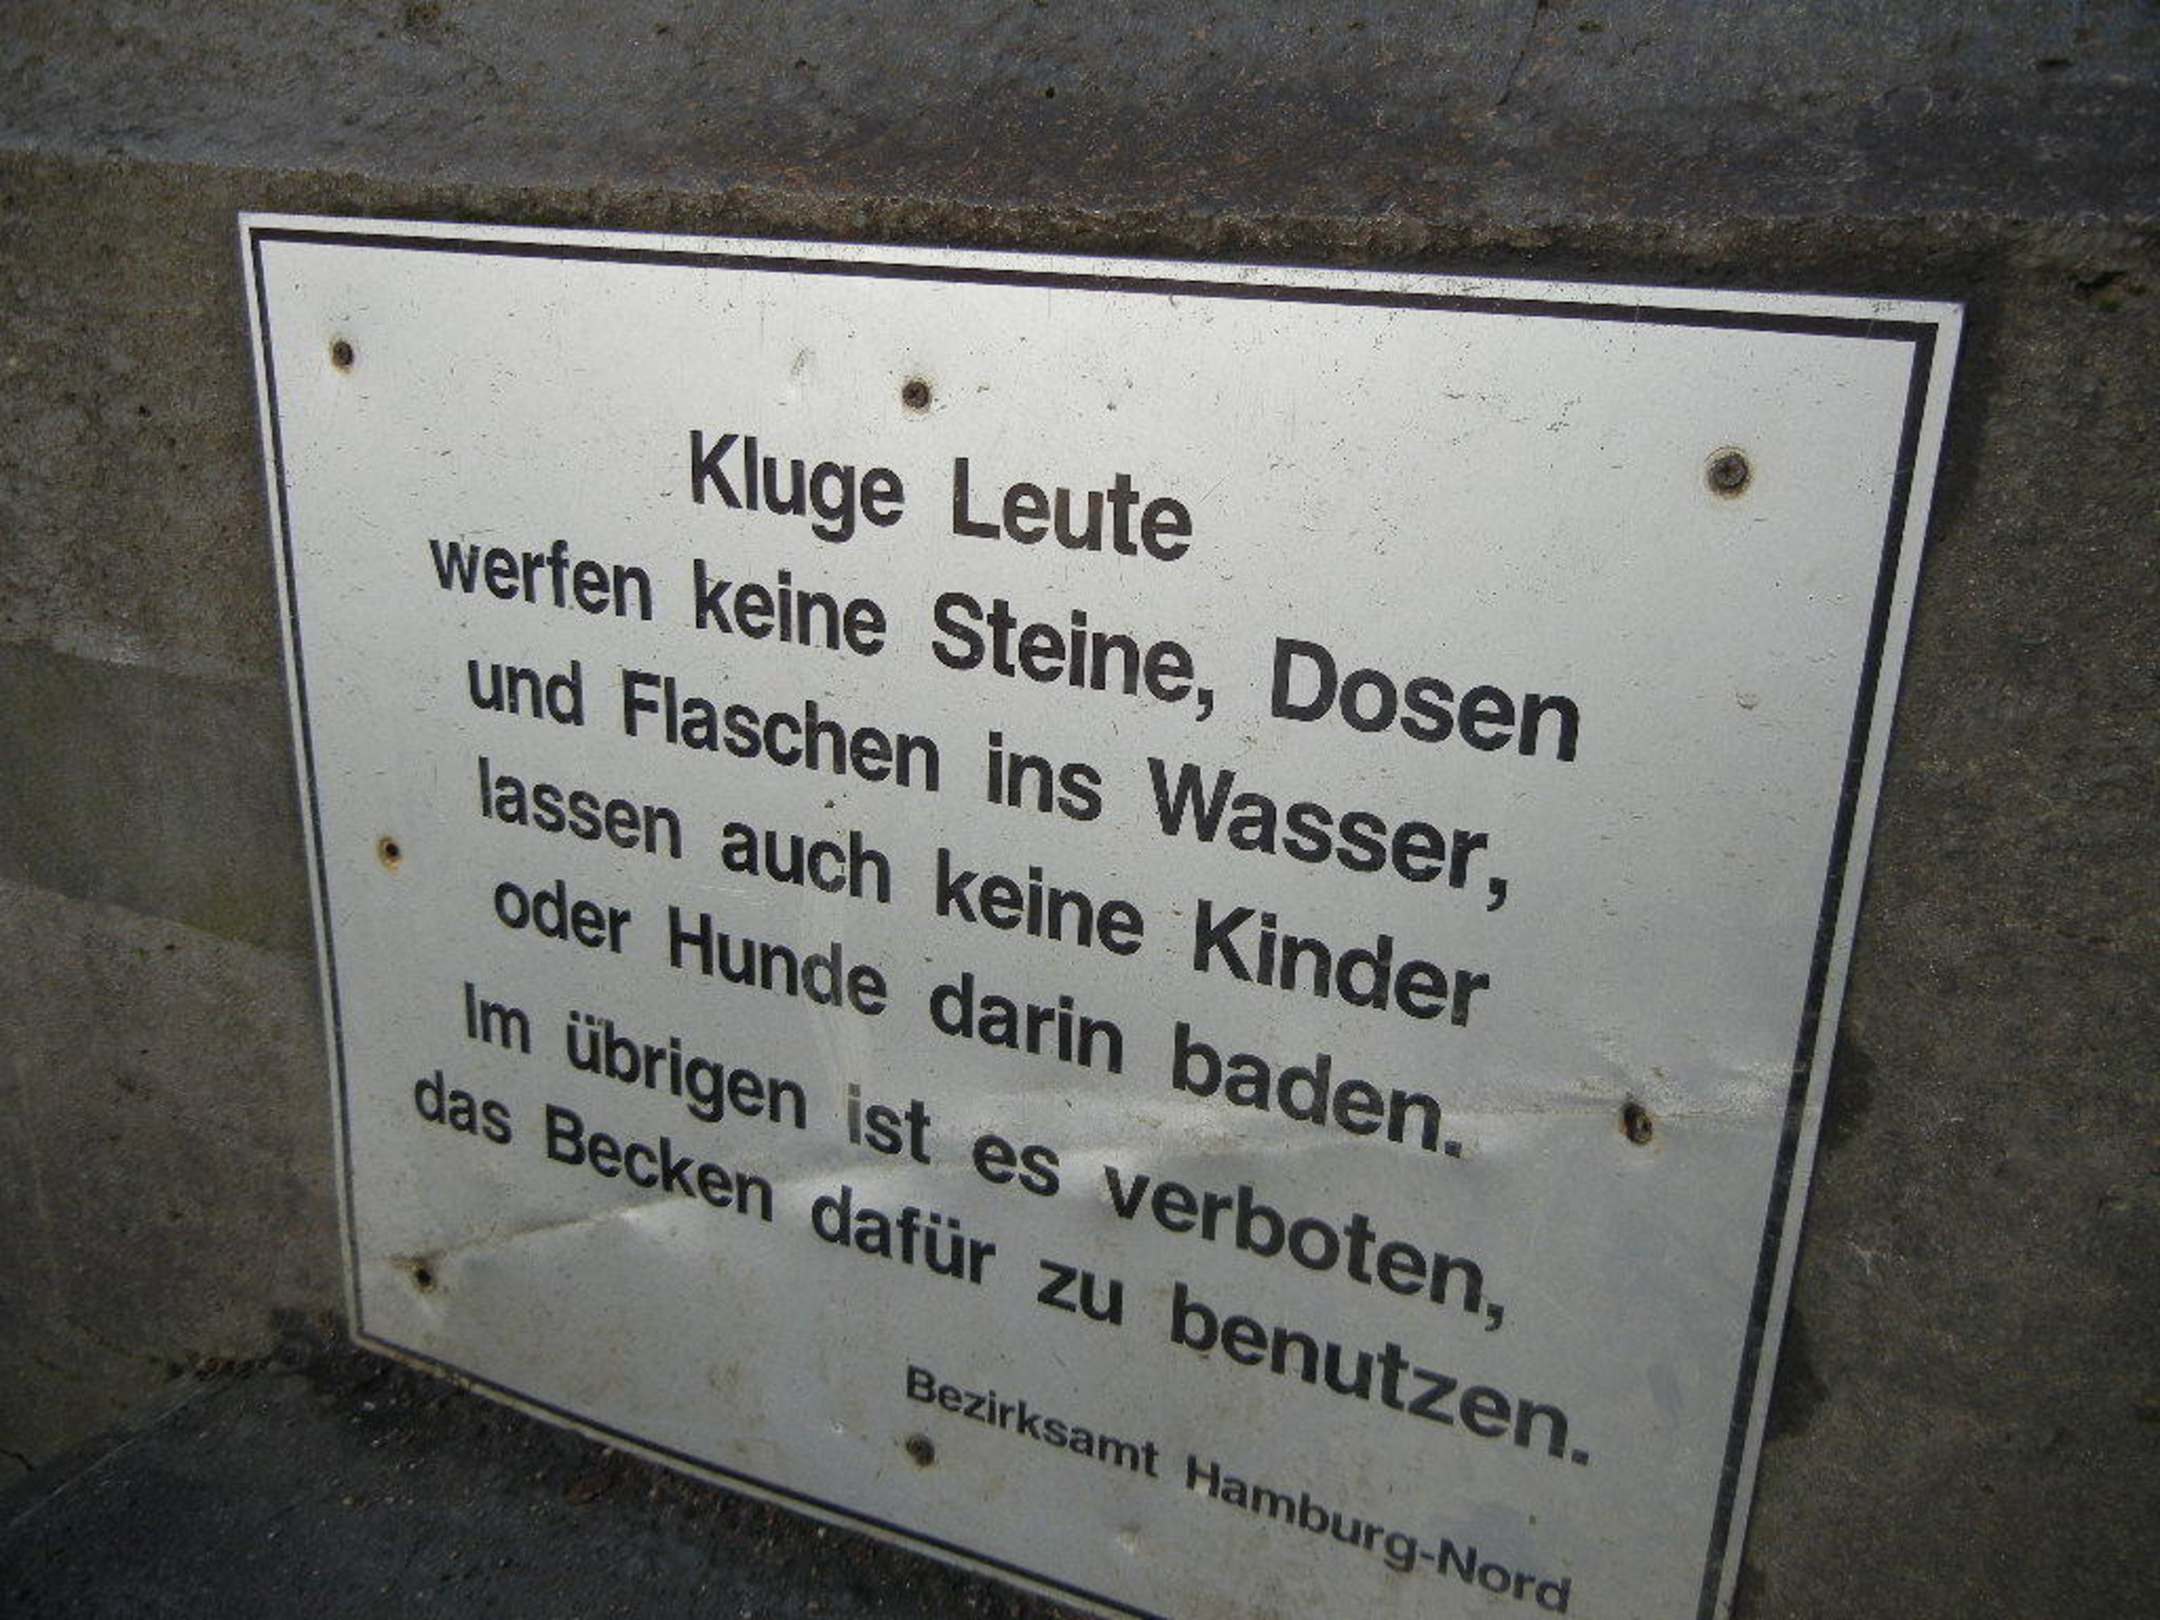 Kluge Leute
werfen keine Steine, Dosen
und Flaschen ins Wasser,
lassen auch keine Kinder
oder Hunde darin baden.
Im übrigen ist es verboten,
das Becken dafür zu benutzen.
Bezirksamt Hamburg-Nord